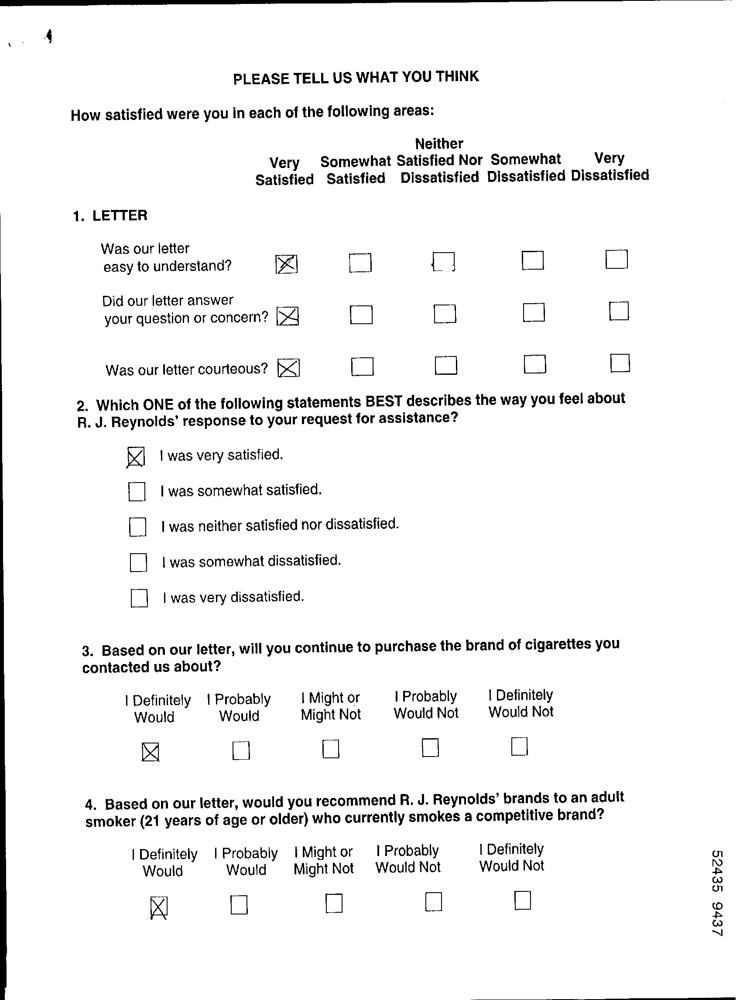 PLEASE TELL US WHAT YOU THINK
How satisfied were you in each of the following areas:
Neither
Very Somewhat Satisfied Nor Somewhat Very
Satisfied Satisfied Dissatisfied Dissatisfied Dissatisfied
1. LETTER
Was our letter
easy to understand?
Did our letter answer
your question or concern?
Was our letter courteous?
2. Which ONE of the following statements BEST describes the way you feel about
R. J. Reynolds' response to your request for assistance?
I was very satisfied.
I was somewhat satisfied.
I was neither satisfied nor dissatisfied.
I was somewhat dissatisfied.
I was very dissatisfied.
3. Based on our letter, will you continue to purchase the brand of cigarettes you
contacted us about?
I Definitely I Probably I Might or I Probably I Definitely
Would Would Might Not Would Not Would Not
4. Based on our letter, would you recommend R. J. Reynolds' brands to an adult
smoker (21 years of age or older) who currently smokes a competitive brand?
I Definitely I Probably I Might or I Probably I Definitely
Would Would Might Not Would Not Would Not
52435 9437